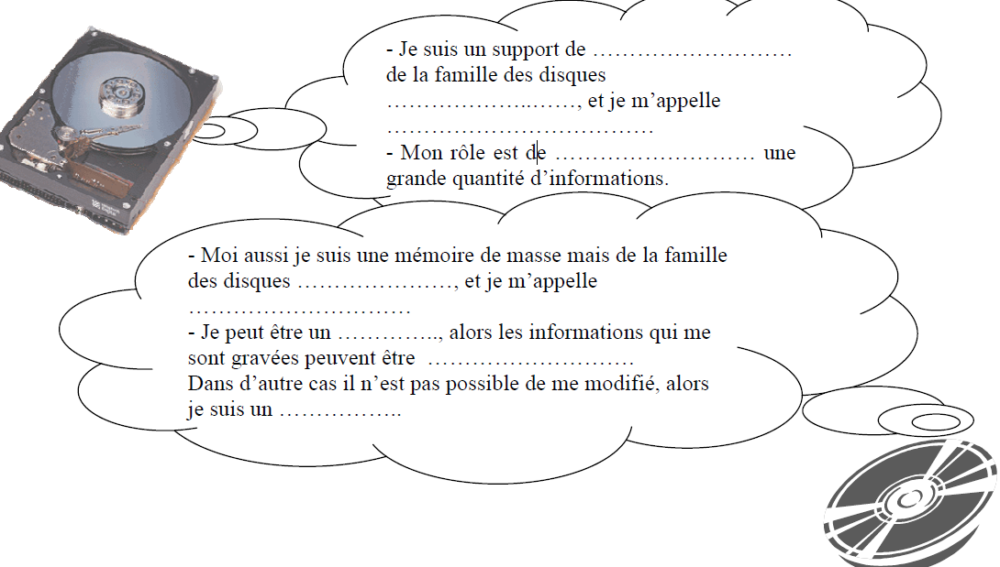 - Je suis un support de ………………………
de la famille des disques
………………..……, et je m’appelle
………………………………
- Mon rôle est de ……………………… une
grande quantité d’informations.
- Moi aussi je suis une mémoire de masse mais de la famille
des disques …………………, et je m’appelle
…………………………
- Je peut être un ………….., alors les informations qui me
sont gravées peuvent être ……………………….
Dans d’autre cas il n’est pas possible de me modifié, alors
je suis un ……………..